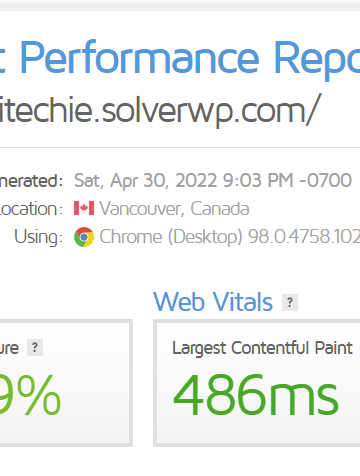 t Performance Repo
itechie.solverwp.com/
nerated: Sat, Apr 30, 2022 9:03 PM -0700
ocation: Vancouver, Canada
Using: Chrome (Desktop) 98.0.4758.102
Web Vitals ?
ure ?
9%
Largest Contentful Paint
486ms